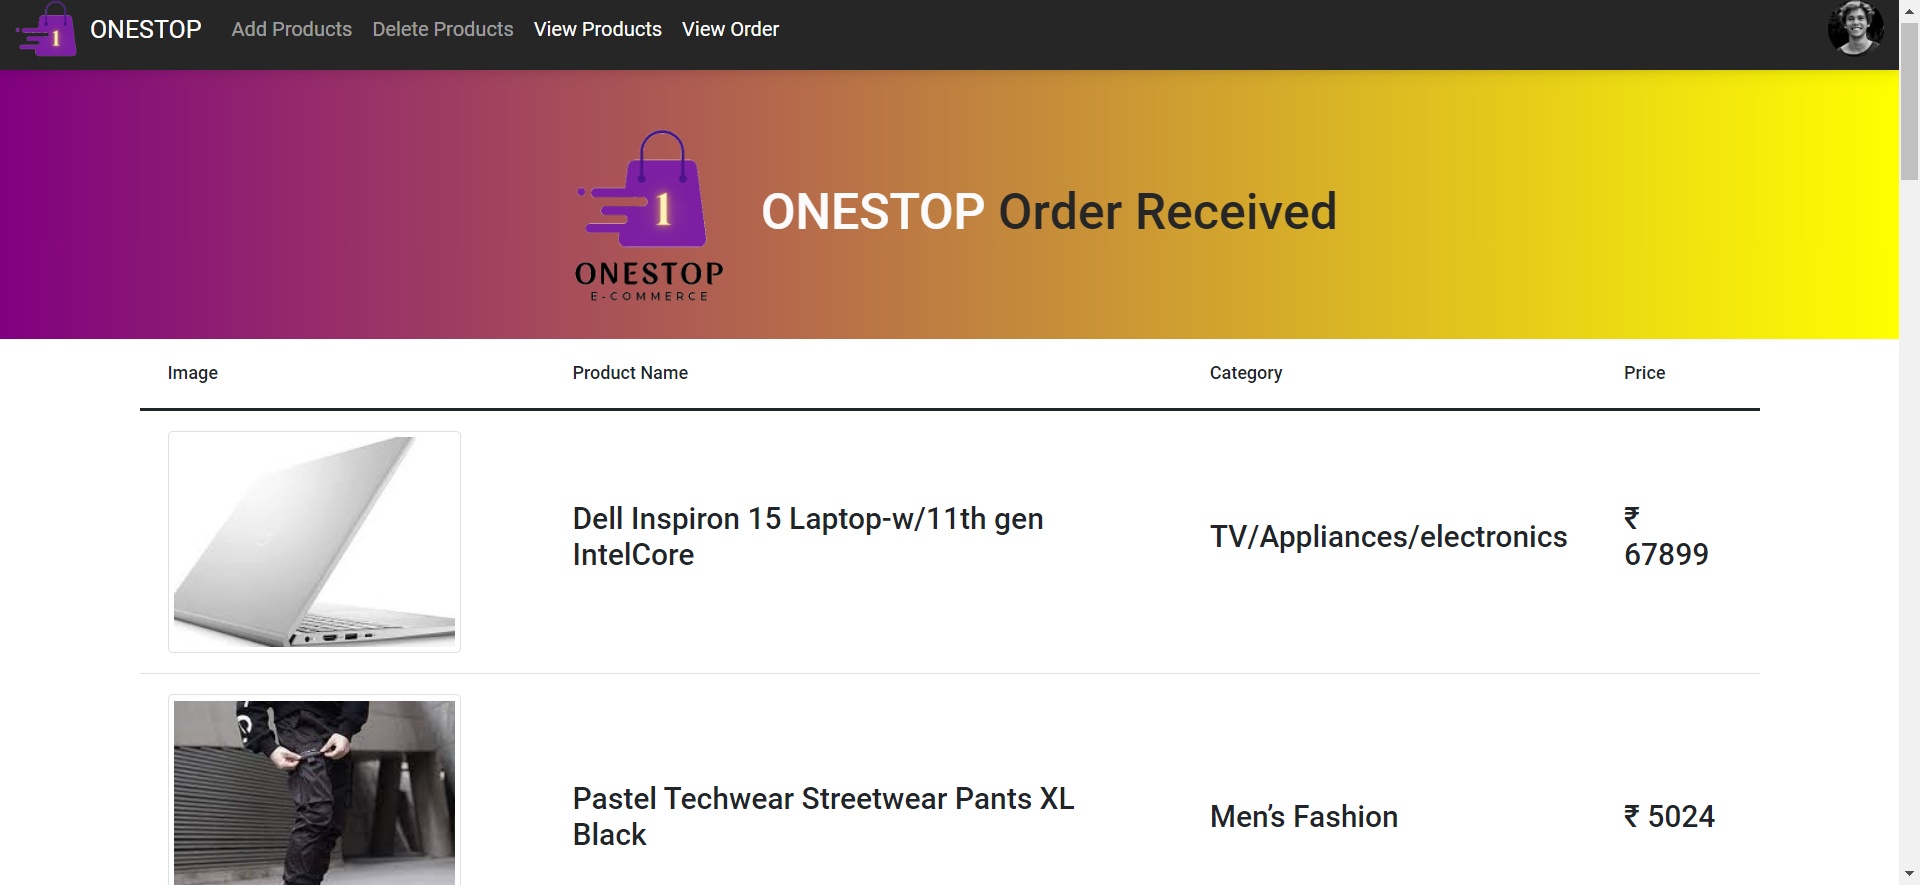 1 ONESTOP Add Products Delete Products View Products View Order
1
ONESTOP
E-COMMERCE
ONESTOP Order Received
Image Product Name Category Price
Dell Inspiron 15 Laptop-w/11th gen
IntelCore
TV/Appliances/electronics
₹
67899
Pastel Techwear Streetwear Pants XL
Black
Men’s Fashion
₹ 5024